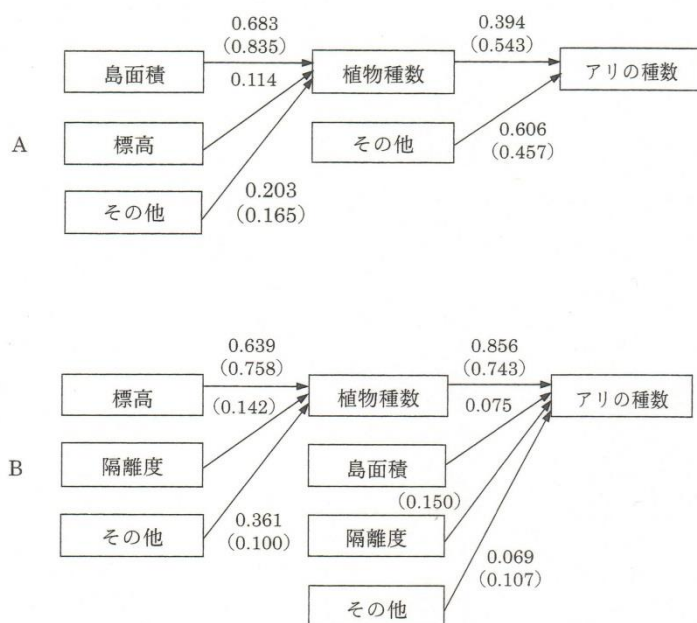 0.683
(0.835)
0.394
(0.543)
島面積
0.114
植物種数
アリの種数
A
標高
その他
0.606
(0.457)
その他
0.203
(0.165)
0.639
(0.758)
0.856
(0.743)
標高
(0.142)
植物種数
0.075
アリの種数
B
隔離度
島面積
(0.150)
その他
0.361
(0.100)
隔離度
0.069
(0.107)
その他